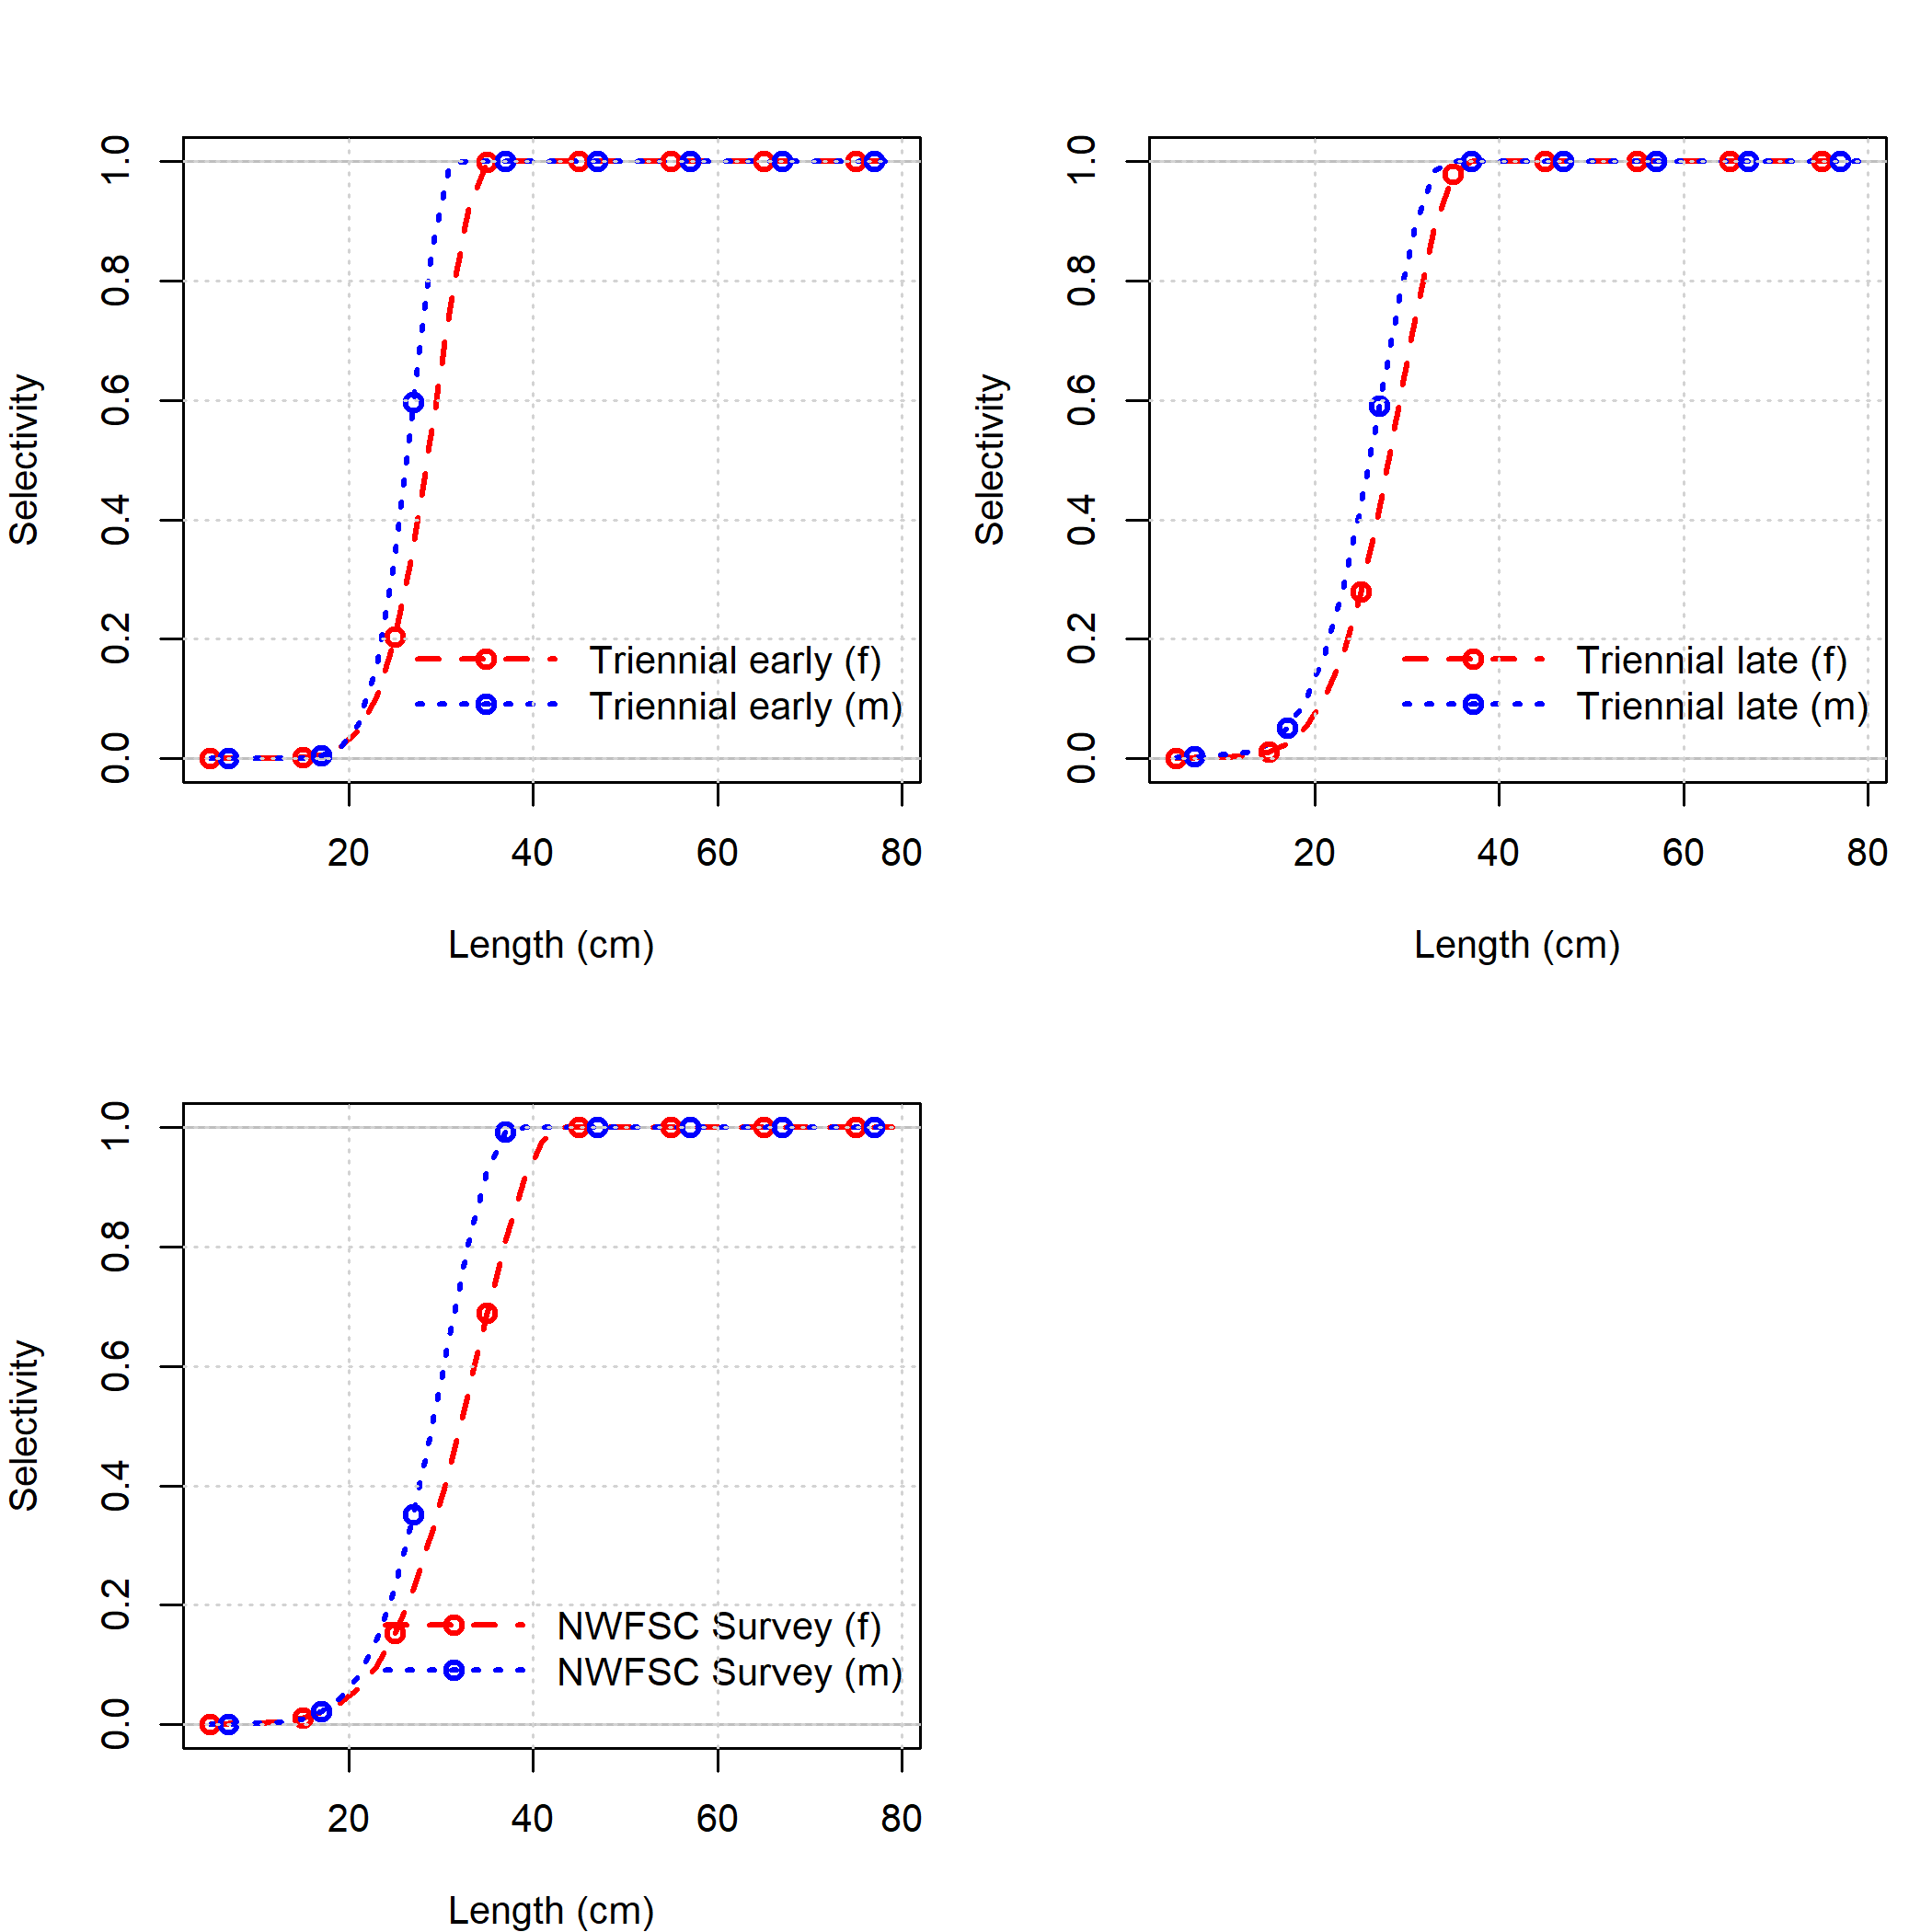 Selectivity
0.0 0.2 0.4 0.6 0.8 1.0
Triennial early (f)
Triennial early (m)
20 40 60 80
Length (cm)
Selectivity
0.0 0.2 0.4 0.6 0.8 1.0
Triennial late (f)
Triennial late (m)
20 40 60 80
Length (cm)
Selectivity
0.0 0.2 0.4 0.6 0.8 1.0
NWFSC Survey (f)
NWFSC Survey (m)
20 40 60 80
Length (cm)